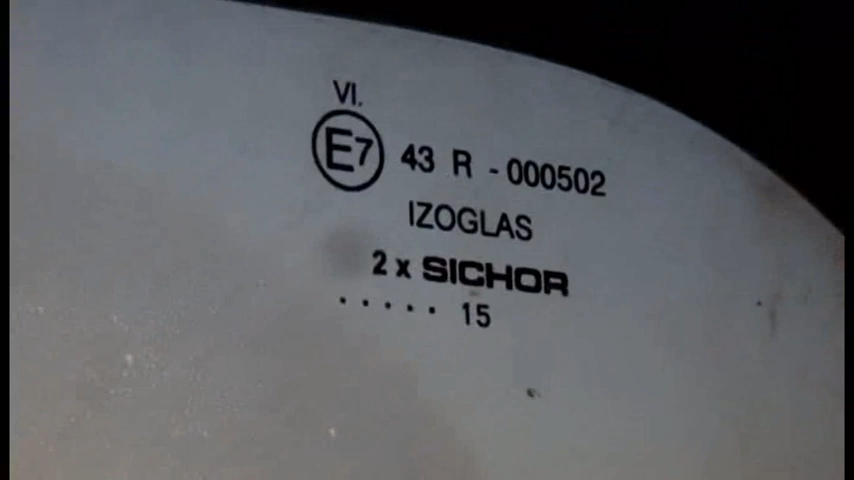 VI.
E7 43 R - 000502
IZOGLAS
2 x SICHOR
..... 15